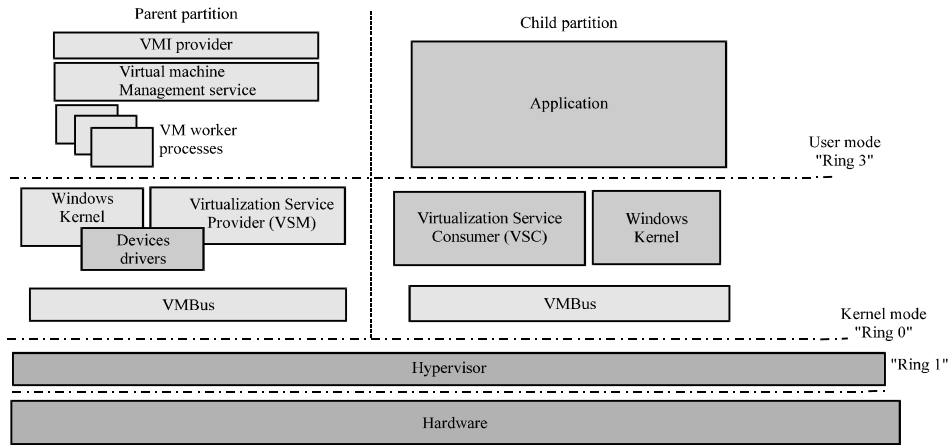 Parent partition
Child partition
VMI provider
Virtual machine
Management service
VM worker
processes
Application
User mode
"Ring 3"
Windows
Kernel
Virtualization Service
Provider (VSM)
Devices
drivers
Virtualization Service
Consumer (VSC)
Windows
Kernel
VMBus
VMBus
Kernel mode
"Ring 0"
Hypervisor
"Ring 1"
Hardware